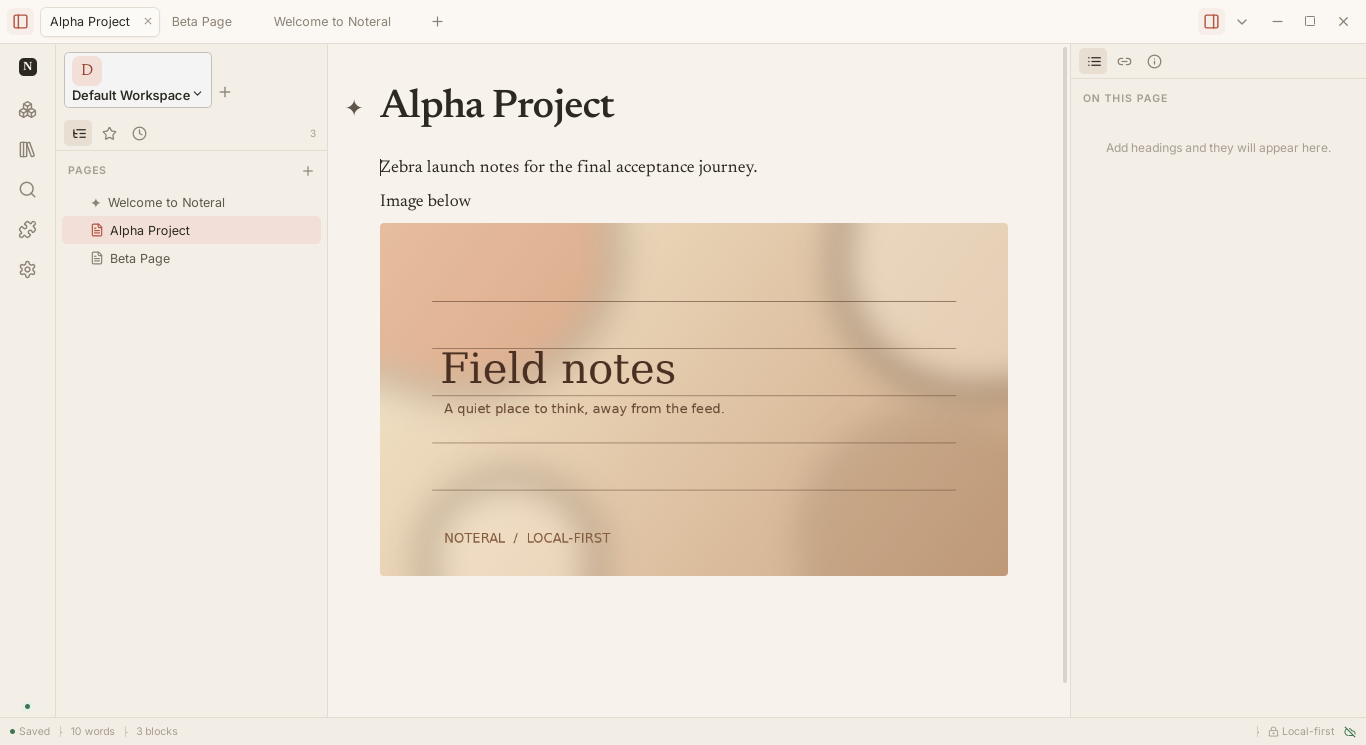 Alpha Project
Beta Page
Welcome to Noteral
N
D
Default Workspace
3
PAGES
Welcome to Noteral
Alpha Project
Beta Page
Alpha Project
Zebra launch notes for the final acceptance journey.
Image below
Field notes
A quiet place to think, away from the feed.
NOTERAL / LOCAL-FIRST
ON THIS PAGE
Add headings and they will appear here.
Saved
10 words
3 blocks
Local-first